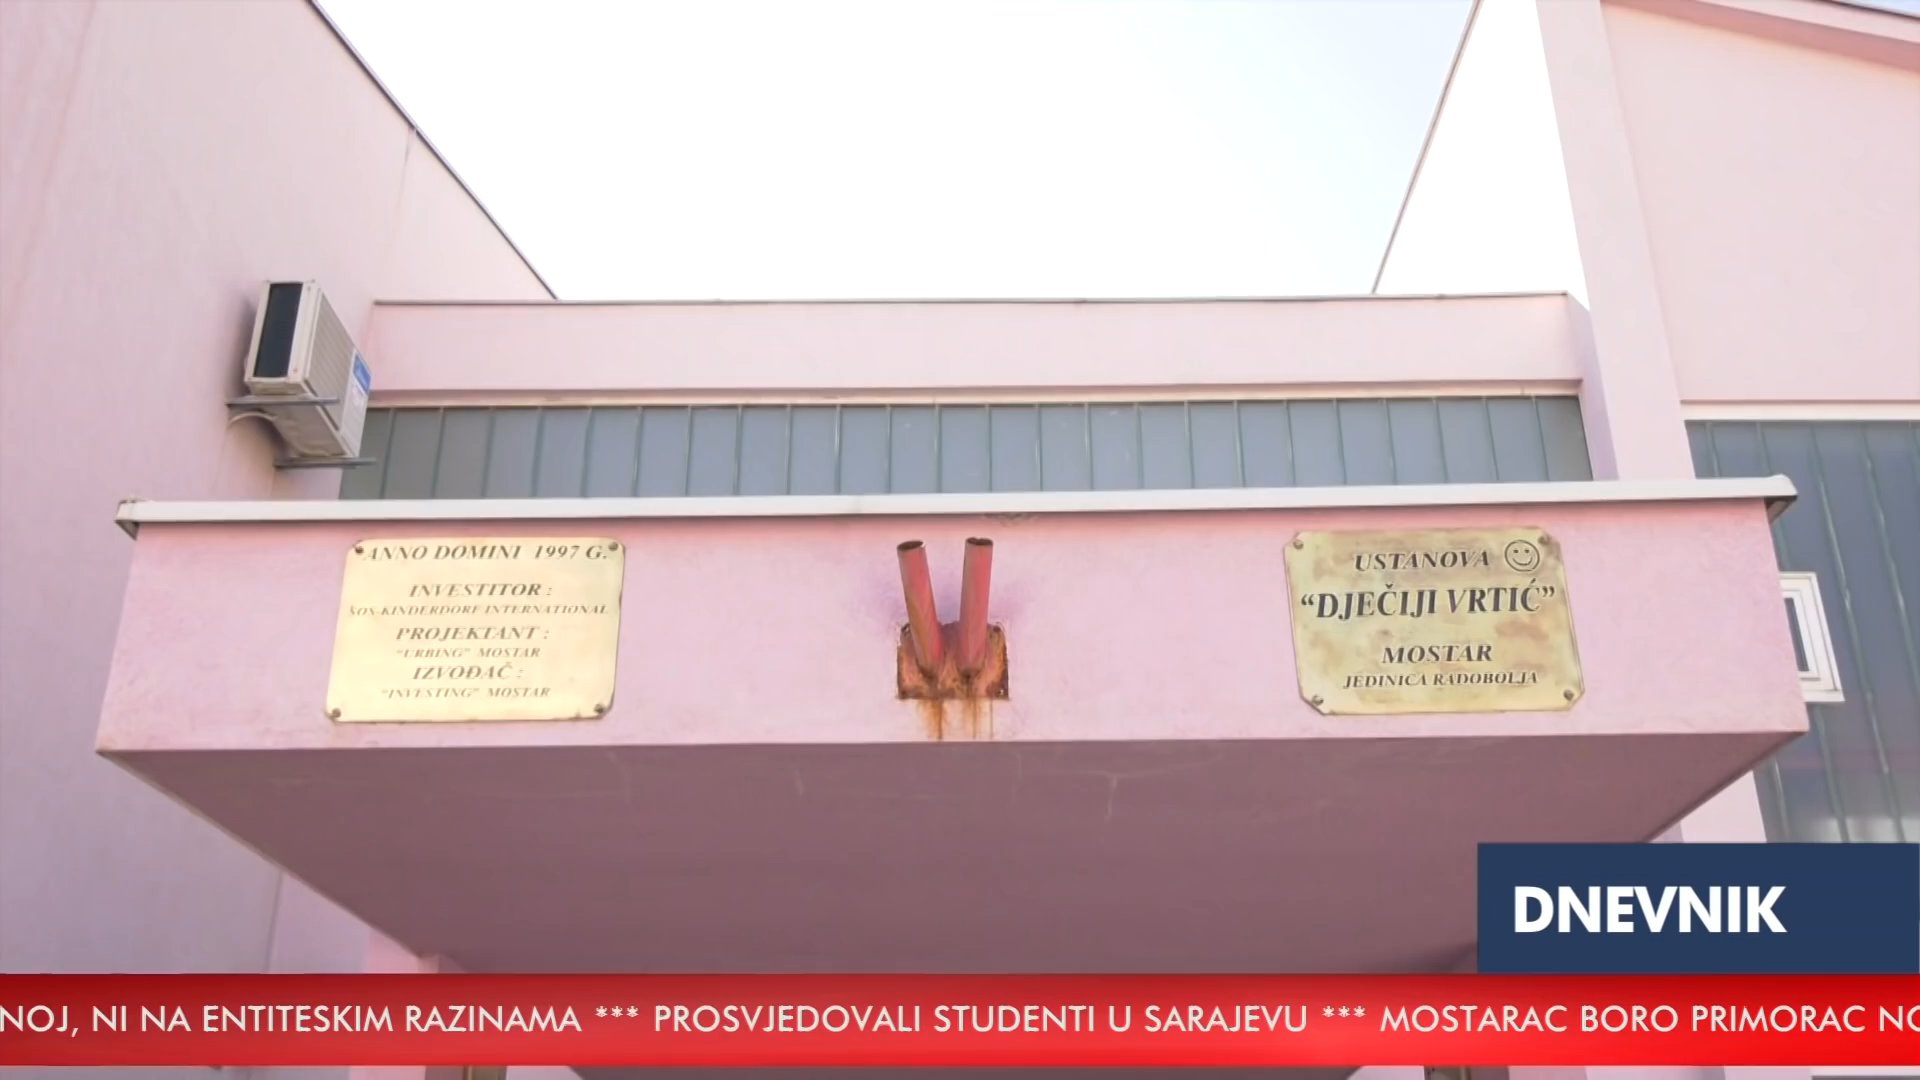 ANNO DOMINI 1997 G.
INVESTITOR :
SOS-KINDERDORF INTERNATIONAL
PROJEKTANT :
"URBING" MOSTAR
IZVOĐAČ :
"INVESTING" MOSTAR
USTANOVA
“DJEČIJI VRTIĆ”
MOSTAR
JEDINICA RADOBOLJA
DNEVNIK
NOJ, NI NA ENTITESKIM RAZINAMA *** PROSVJEDOVALI STUDENTI U SARAJEVU *** MOSTARAC BORO PRIMORAC NO